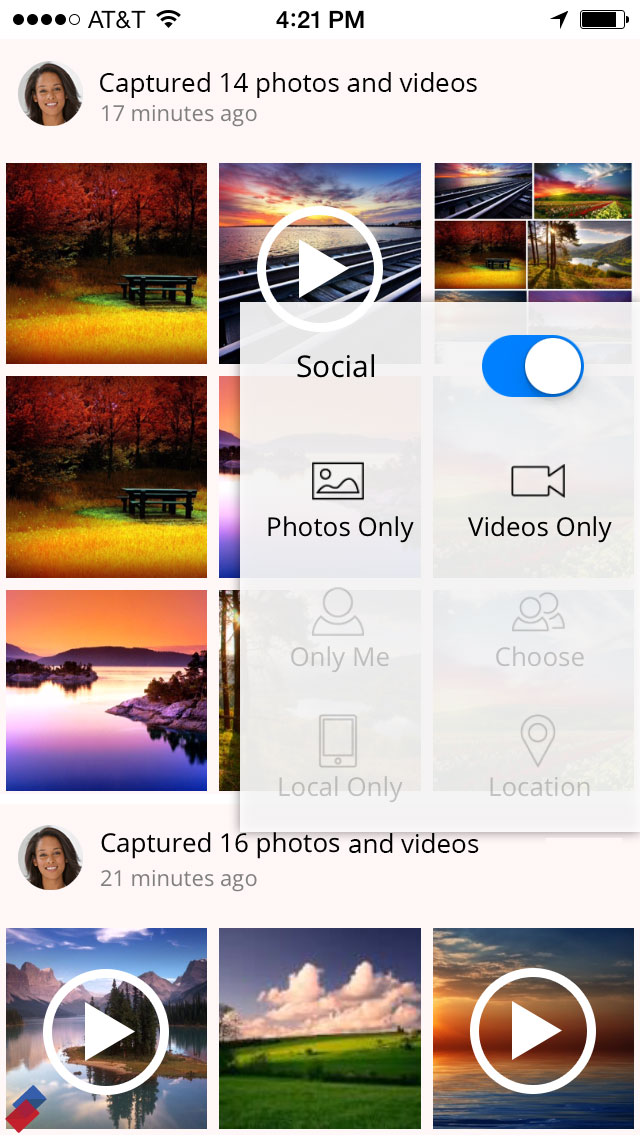 AT&T 4:21 PM
Captured 14 photos and videos
17 minutes ago
Social
Photos Only Videos Only
Only Me Choose
Local Only Location
Captured 16 photos and videos
21 minutes ago